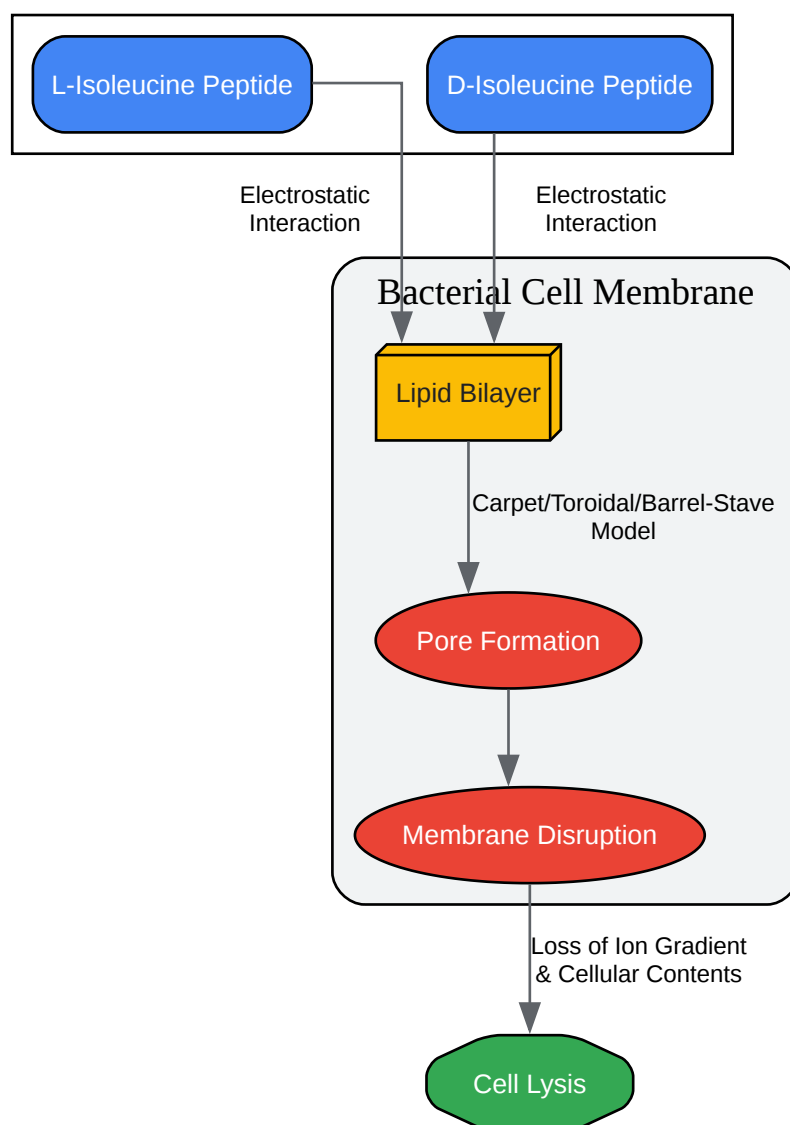 L-Isoleucine Peptide
D-Isoleucine Peptide
Electrostatic
Interaction
Electrostatic
Interaction
Bacterial Cell Membrane
Lipid Bilayer
Carpet/Toroidal/Barrel-Stave
Model
Pore Formation
Membrane Disruption
Loss of Ion Gradient
& Cellular Contents
Cell Lysis